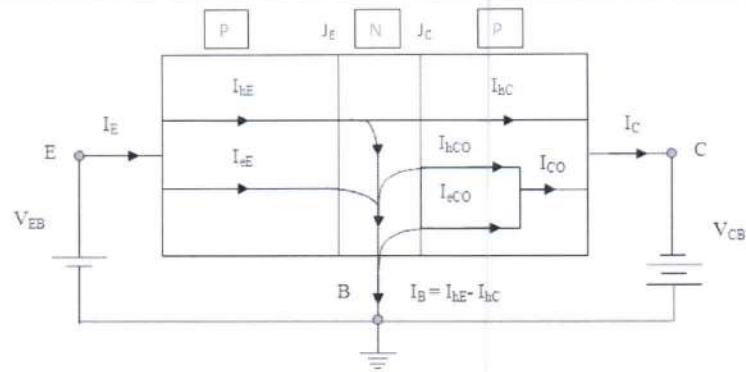 P J_E N J_C P
I_hE I_hC
I_E I_C
E I_eE I_hCO I_CO C
I_eCO
V_EB V_CB
B I_B = I_hE - I_hC